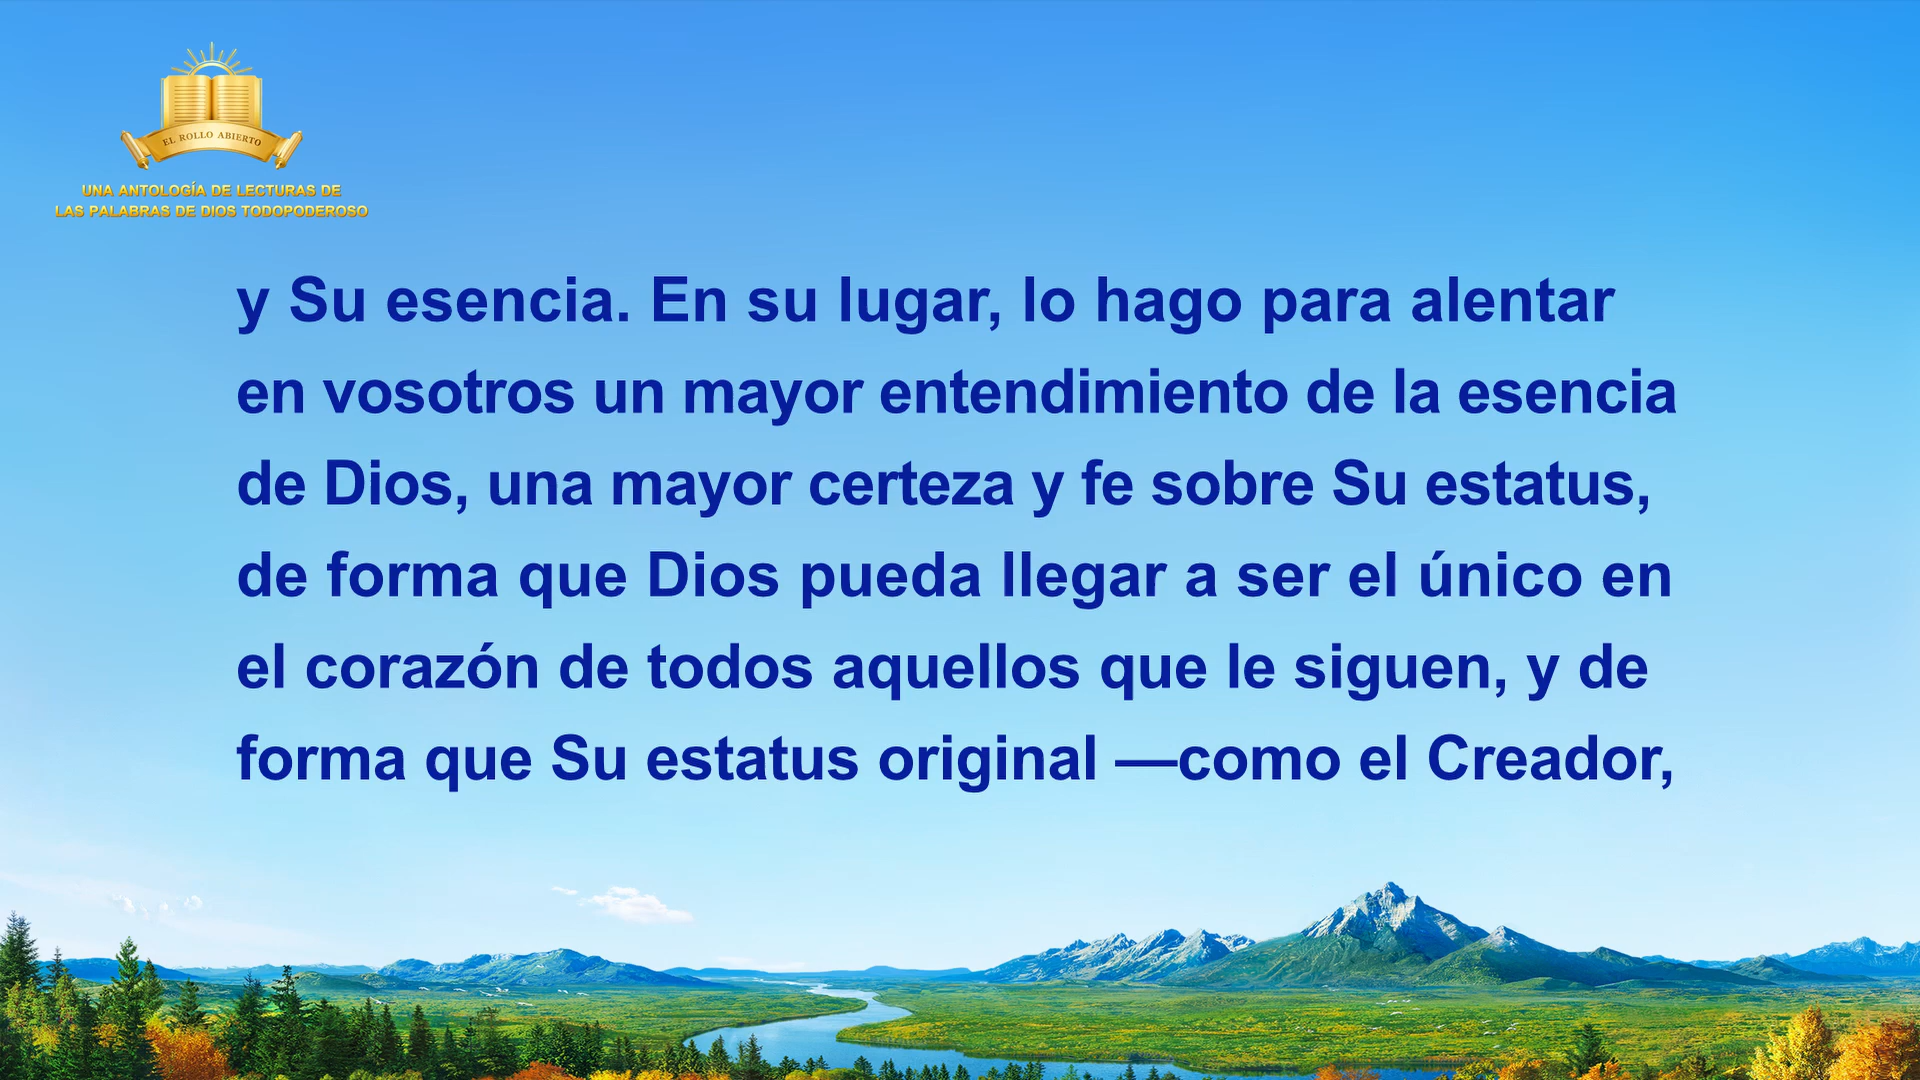 EL ROLLO ABIERTO
UNA ANTOLOGÍA DE LECTURAS DE
LAS PALABRAS DE DIOS TODOPODEROSO
y Su esencia. En su lugar, lo hago para alentar
en vosotros un mayor entendimiento de la esencia
de Dios, una mayor certeza y fe sobre Su estatus,
de forma que Dios pueda llegar a ser el único en
el corazón de todos aquellos que le siguen, y de
forma que Su estatus original —como el Creador,